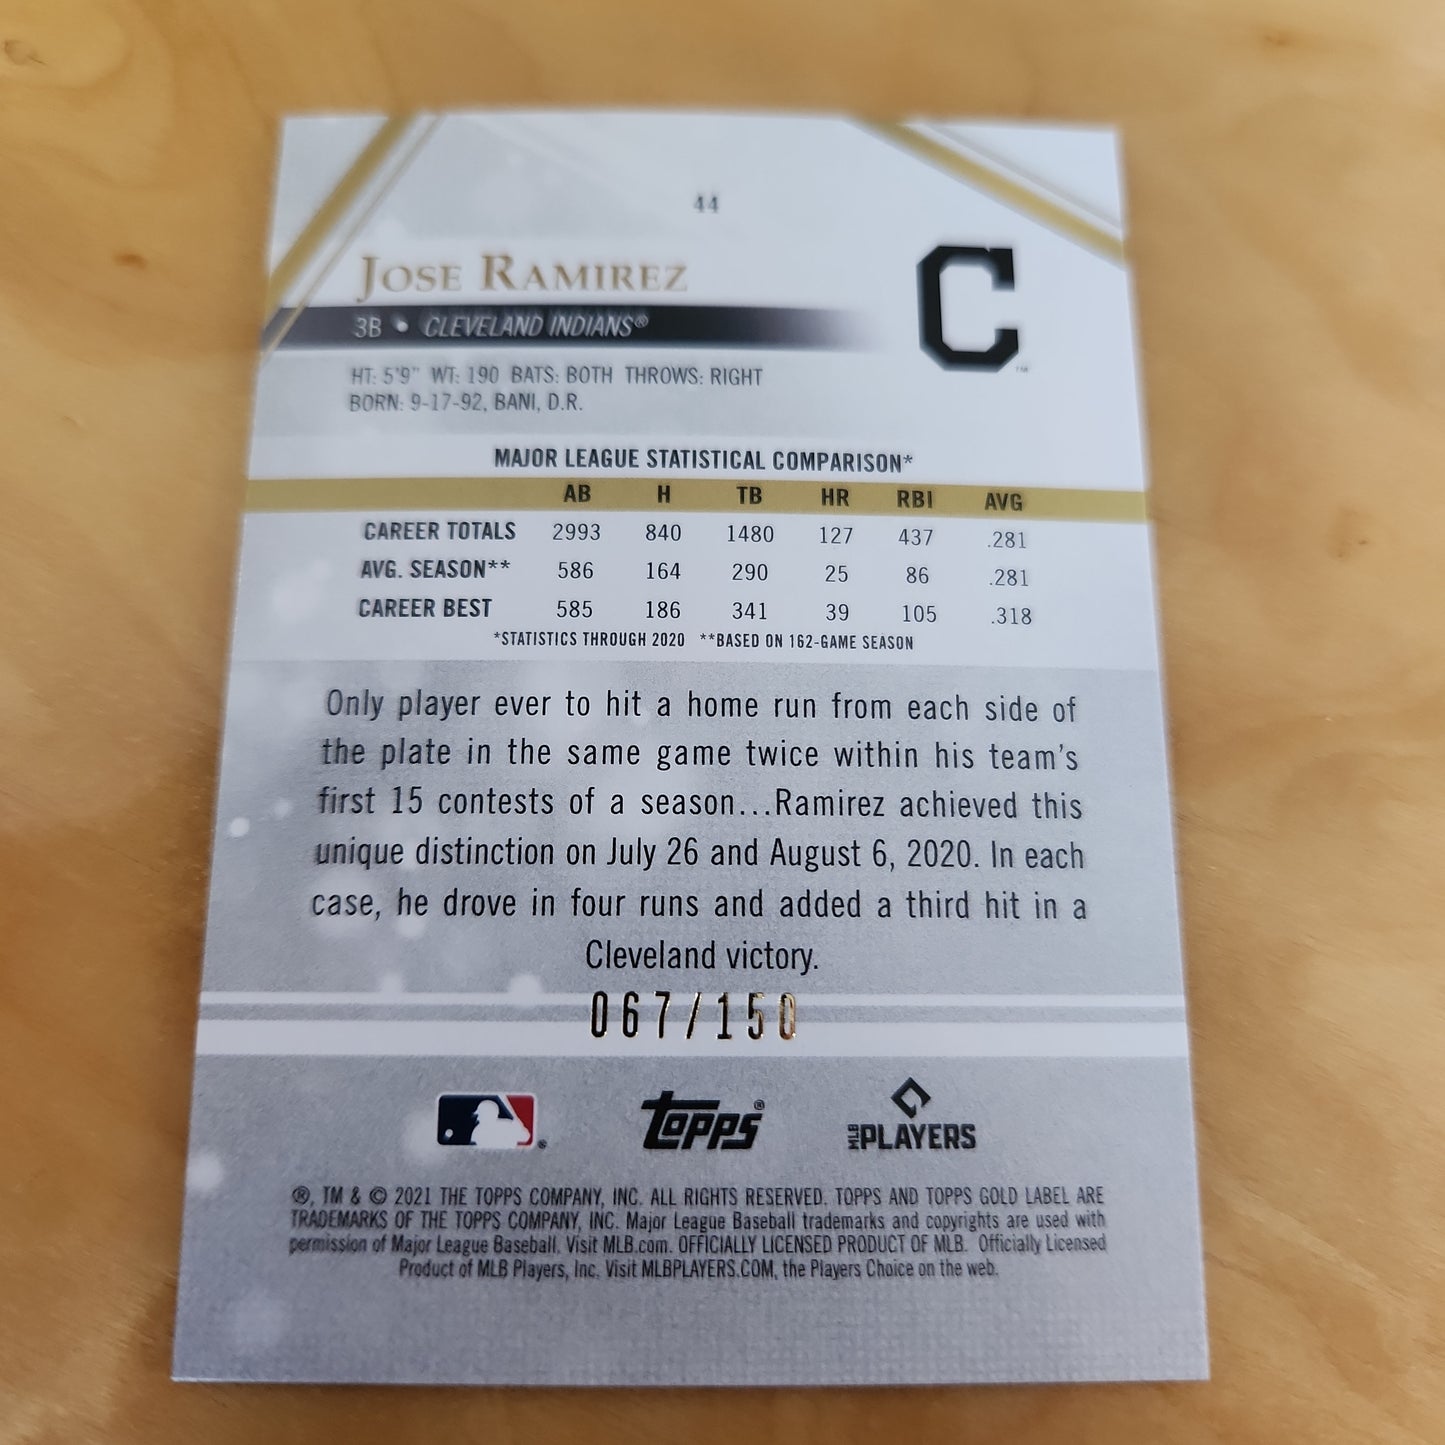 44
JOSE RAMIREZ
C
™
3B • CLEVELAND INDIANS®
HT: 5'9" WT: 190 BATS: BOTH THROWS: RIGHT
BORN: 9-17-92, BANI, D.R.
MAJOR LEAGUE STATISTICAL COMPARISON*
AB H TB HR RBI AVG
CAREER TOTALS 2993 840 1480 127 437 .281
AVG. SEASON** 586 164 290 25 86 .281
CAREER BEST 585 186 341 39 105 .318
*STATISTICS THROUGH 2020 **BASED ON 162-GAME SEASON
Only player ever to hit a home run from each side of
the plate in the same game twice within his team's
first 15 contests of a season...Ramirez achieved this
unique distinction on July 26 and August 6, 2020. In each
case, he drove in four runs and added a third hit in a
Cleveland victory.
067/150
® topps® MLB PLAYERS
®, TM & © 2021 THE TOPPS COMPANY, INC. ALL RIGHTS RESERVED. TOPPS AND TOPPS GOLD LABEL ARE
TRADEMARKS OF THE TOPPS COMPANY, INC. Major League Baseball trademarks and copyrights are used with
permission of Major League Baseball. Visit MLB.com. OFFICIALLY LICENSED PRODUCT OF MLB. Officially Licensed
Product of MLB Players, Inc. Visit MLBPLAYERS.COM, the Players Choice on the web.